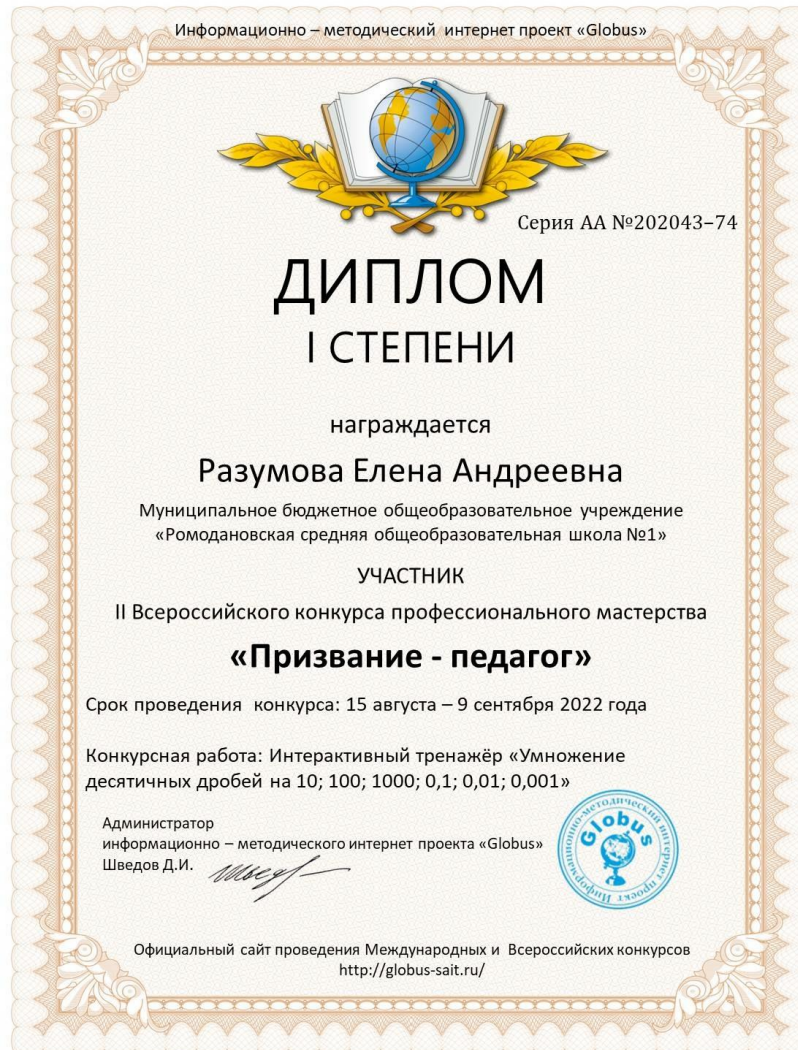 Информационно – методический интернет проект «Globus»
Серия АА №202043–74
ДИПЛОМ
I СТЕПЕНИ
награждается
Разумова Елена Андреевна
Муниципальное бюджетное общеобразовательное учреждение
«Ромодановская средняя общеобразовательная школа №1»
УЧАСТНИК
II Всероссийского конкурса профессионального мастерства
«Призвание - педагог»
Срок проведения конкурса: 15 августа – 9 сентября 2022 года
Конкурсная работа: Интерактивный тренажёр «Умножение
десятичных дробей на 10; 100; 1000; 0,1; 0,01; 0,001»
Администратор
информационно – методического интернет проекта «Globus»
Шведов Д.И.
Информационно-методический интернет проект
Globus
Официальный сайт проведения Международных и Всероссийских конкурсов
http://globus-sait.ru/